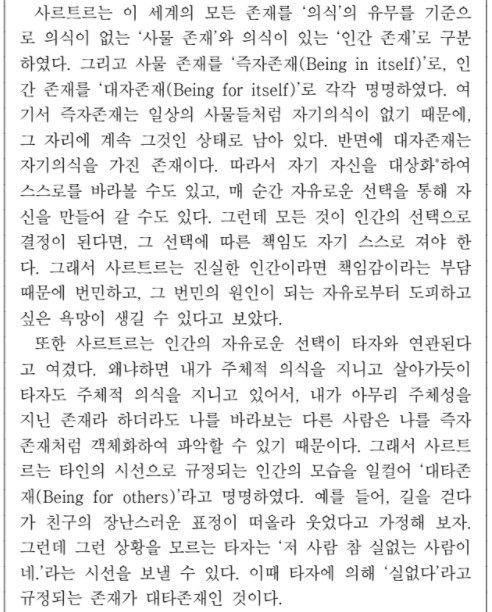 사르트르는 이 세계의 모든 존재를 ‘의식’의 유무를 기준으
로 의식이 없는 ‘사물 존재’와 의식이 있는 ‘인간 존재’로 구분
하였다. 그리고 사물 존재를 ‘즉자존재(Being in itself)’로, 인
간 존재를 ‘대자존재(Being for itself)’로 각각 명명하였다. 여
기서 즉자존재는 일상의 사물들처럼 자기의식이 없기 때문에,
그 자리에 계속 그것인 상태로 남아 있다. 반면에 대자존재는
자기의식을 가진 존재이다. 따라서 자기 자신을 대상화*하여
스스로를 바라볼 수도 있고, 매 순간 자유로운 선택을 통해 자
신을 만들어 갈 수도 있다. 그런데 모든 것이 인간의 선택으로
결정이 된다면, 그 선택에 따른 책임도 자기 스스로 져야 한
다. 그래서 사르트르는 진실한 인간이라면 책임감이라는 부담
때문에 번민하고, 그 번민의 원인이 되는 자유로부터 도피하고
싶은 욕망이 생길 수 있다고 보았다.
또한 사르트르는 인간의 자유로운 선택이 타자와 연관된다
고 여겼다. 왜냐하면 내가 주체적 의식을 지니고 살아가듯이
타자도 주체적 의식을 지니고 있어서, 내가 아무리 주체성을
지닌 존재라 하더라도 나를 바라보는 다른 사람은 나를 즉자
존재처럼 객체화하여 파악할 수 있기 때문이다. 그래서 사르트
르는 타인의 시선으로 규정되는 인간의 모습을 일컬어 ‘대타존
재(Being for others)’라고 명명하였다. 예를 들어, 길을 걷다
가 친구의 장난스러운 표정이 떠올라 웃었다고 가정해 보자.
그런데 그런 상황을 모르는 타자는 ‘저 사람 참 실없는 사람이
네.’라는 시선을 보낼 수 있다. 이때 타자에 의해 ‘실없다’라고
규정되는 존재가 대타존재인 것이다.